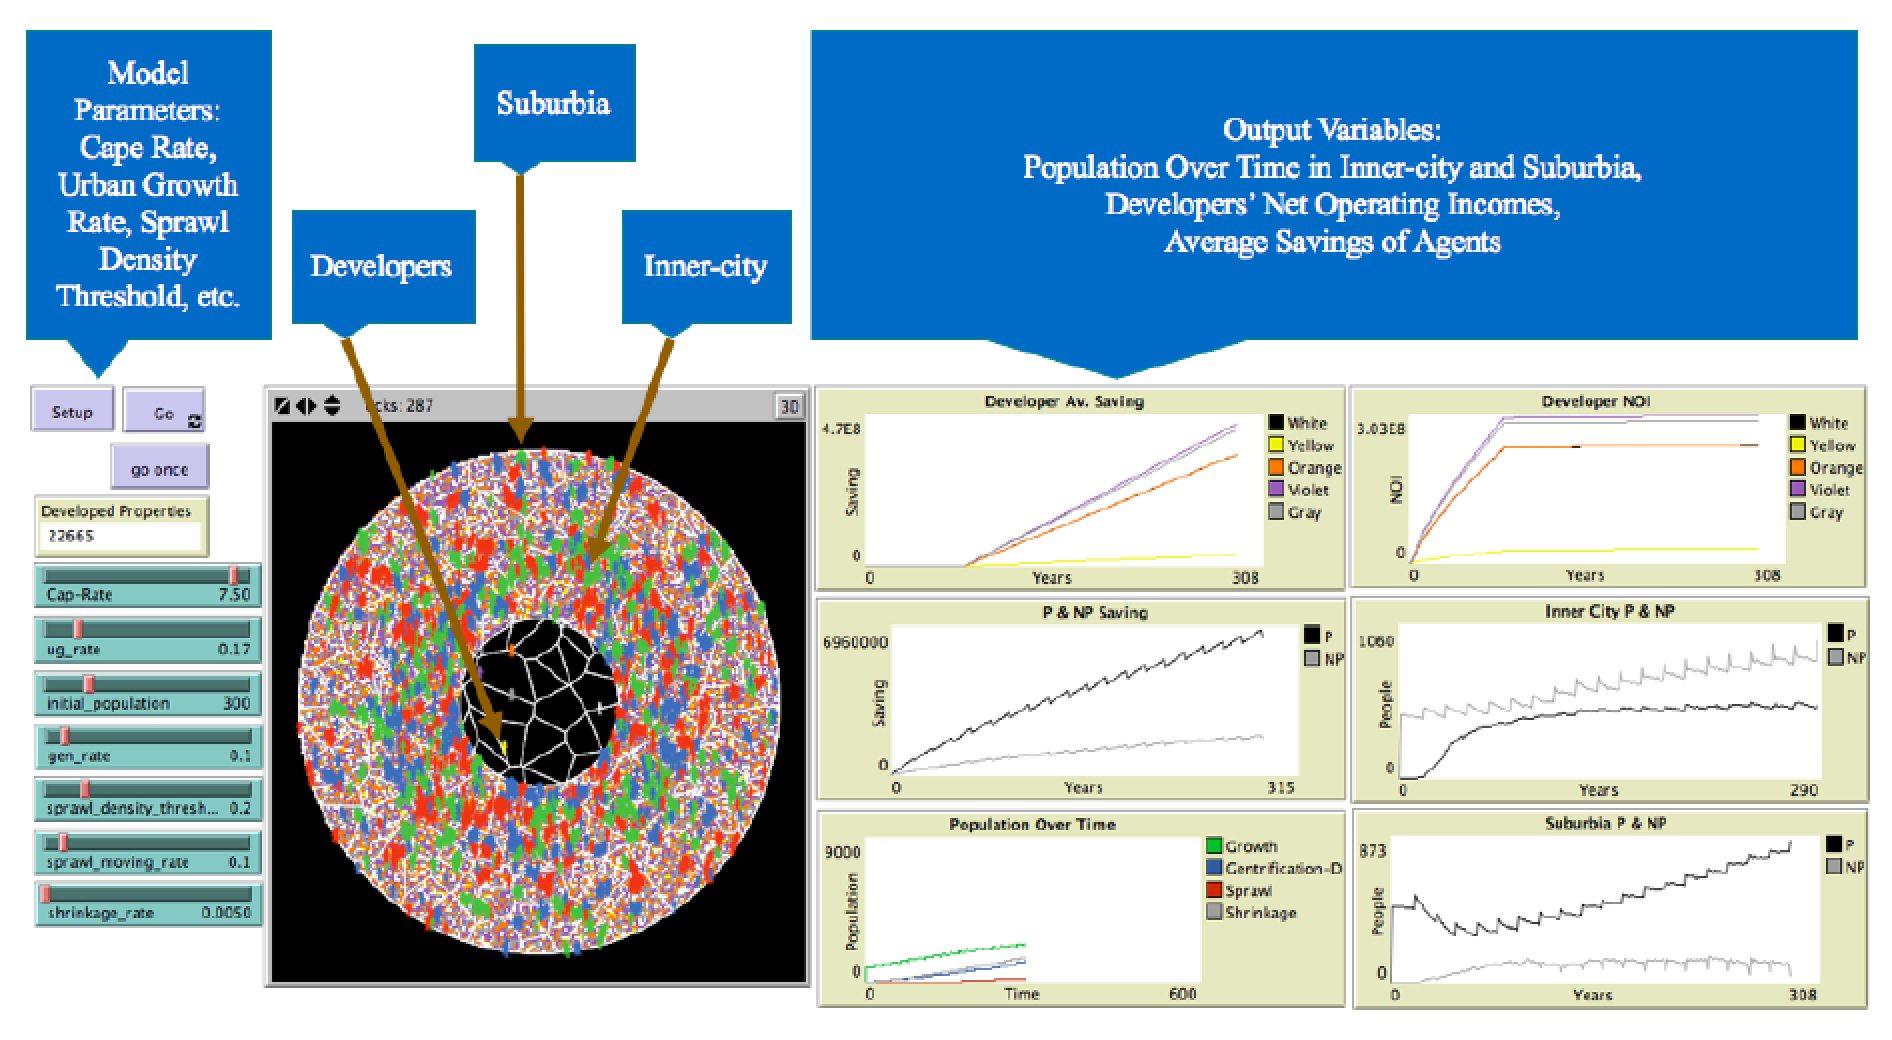 Model
Parameters:
Cape Rate,
Urban Growth
Rate, Sprawl
Density
Threshold, etc.
Suburbia
Developers
Inner-city
Output Variables:
Population Over Time in Inner-city and Suburbia,
Developers’ Net Operating Incomes,
Average Savings of Agents
Setup
Go
go once
Developed Properties
22665
Cap-Rate 7.50
ug_rate 0.17
initial_population 300
gen_rate 0.1
sprawl_density_thresh... 0.2
sprawl_moving_rate 0.1
shrinkage_rate 0.0050
cks: 287
3D
Developer Av. Saving
4.7E8
Saving
0
0 Years 308
White
Yellow
Orange
Violet
Gray
Developer NOI
3.03E8
NOI
0
0 Years 308
White
Yellow
Orange
Violet
Gray
P & NP Saving
6960000
Saving
0
0 Years 315
P
NP
Inner City P & NP
1060
People
0
0 Years 290
P
NP
Population Over Time
9000
Population
0
0 Time 600
Growth
Gentrification-D
Sprawl
Shrinkage
Suburbia P & NP
873
People
0
0 Years 308
P
NP